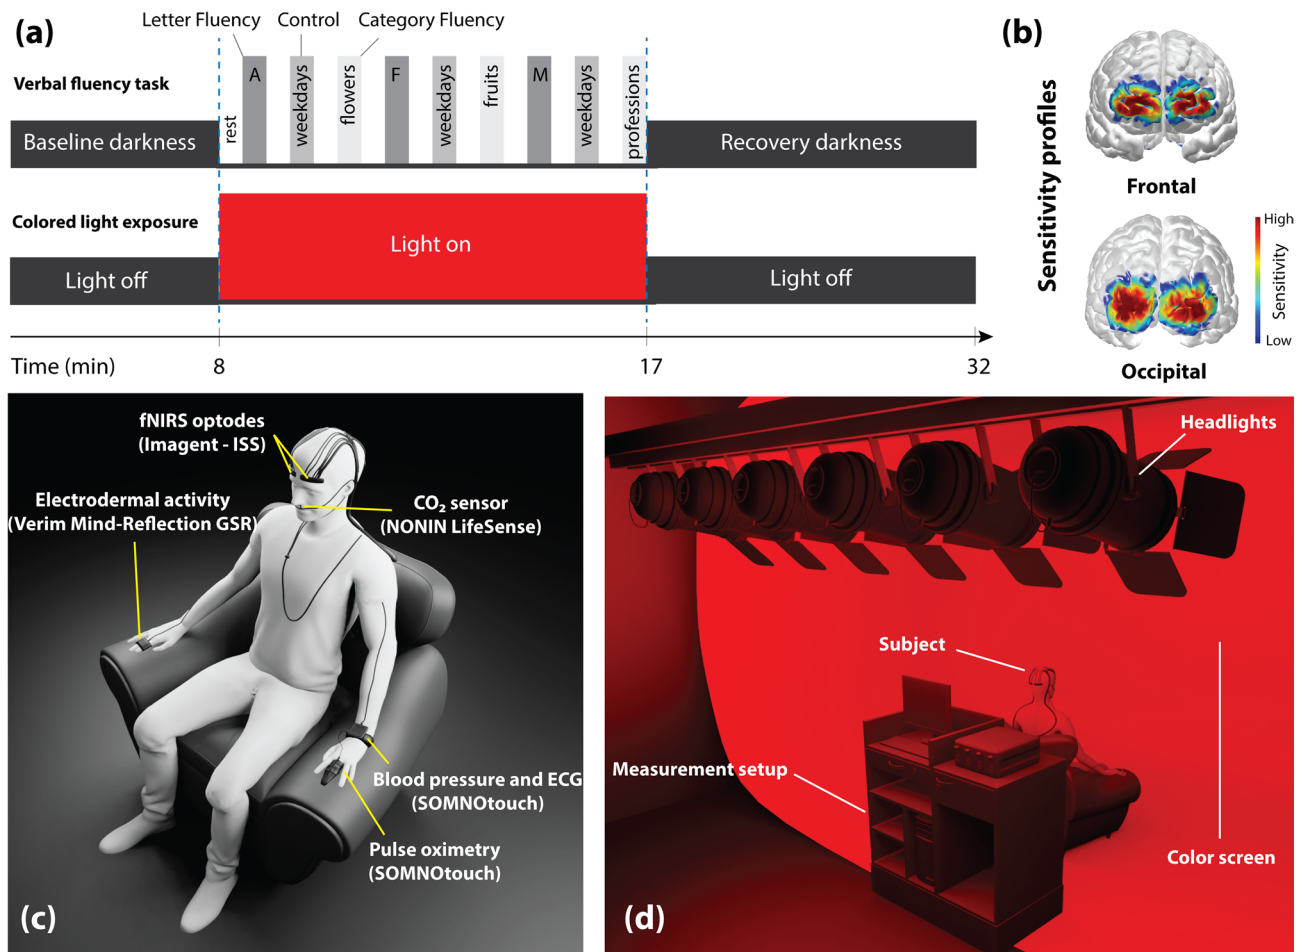 (a)
Letter Fluency
Control
Category Fluency
Verbal fluency task
rest
A
weekdays
flowers
F
weekdays
fruits
M
weekdays
professions
Baseline darkness
Recovery darkness
Colored light exposure
Light on
Light off
Light off
Time (min)
8
17
32
(b)
Sensitivity profiles
Frontal
High
Sensitivity
Low
Occipital
fNIRS optodes
(Imagent - ISS)
Electrodermal activity
(Verim Mind-Reflection GSR)
CO₂ sensor
(NONIN LifeSense)
Blood pressure and ECG
(SOMNOtouch)
Pulse oximetry
(SOMNOtouch)
(c)
Headlights
Subject
Measurement setup
Color screen
(d)